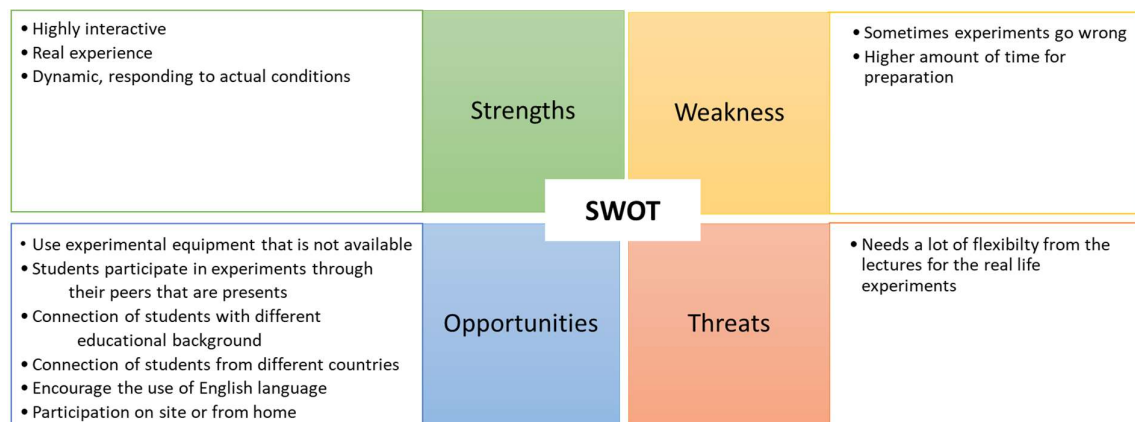 • Highly interactive
• Real experience
• Dynamic, responding to actual conditions
Strengths
Weakness
• Sometimes experiments go wrong
• Higher amount of time for
preparation
SWOT
• Use experimental equipment that is not available
• Students participate in experiments through
their peers that are presents
• Connection of students with different
educational background
• Connection of students from different countries
• Encourage the use of English language
• Participation on site or from home
Opportunities
Threats
• Needs a lot of flexibilty from the
lectures for the real life
experiments